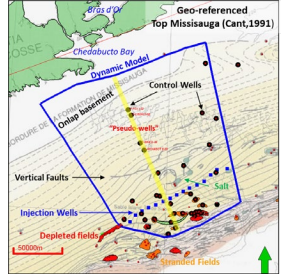 Bras d'Or
Geo-referenced
Top Missisauga (Cant,1991)
Chedabucto Bay
Dynamic Model
Onlap basement
Control Wells
"Pseudo-wells"
Vertical Faults
Salt
Injection Wells
Depleted fields
50000m
Stranded Fields